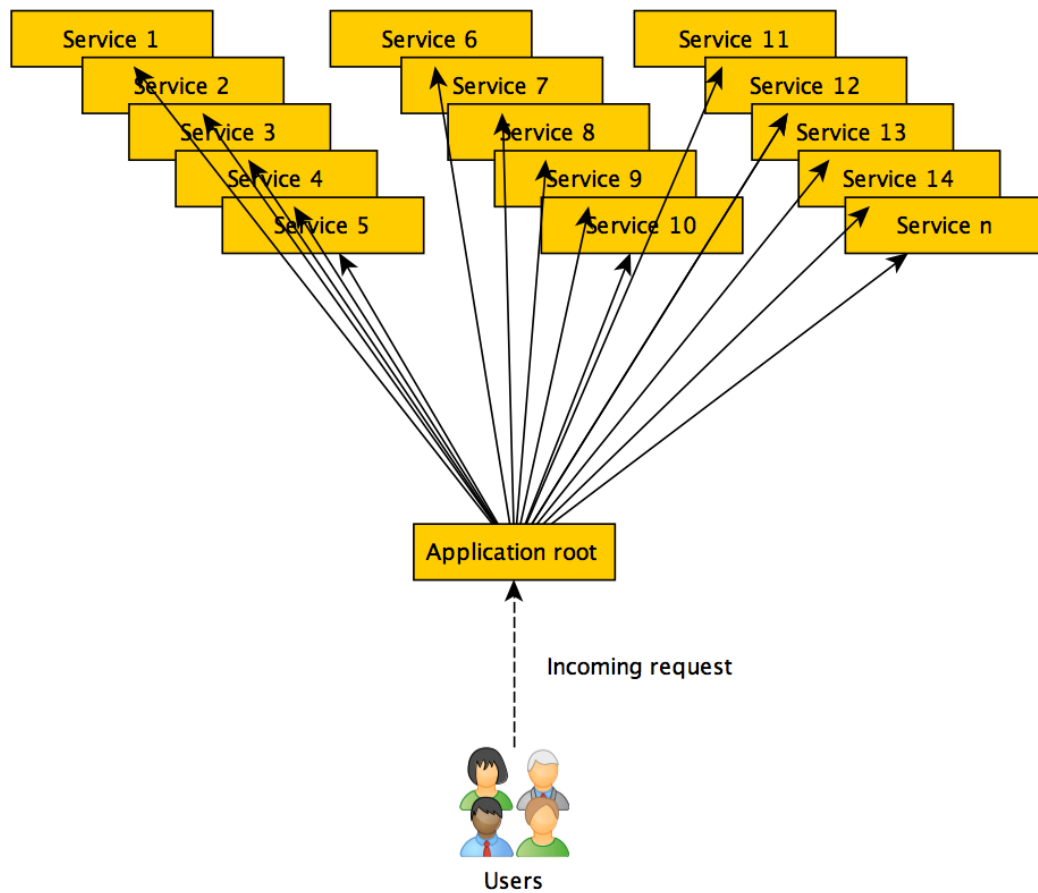 Service 1
Service 2
Service 3
Service 4
Service 5
Service 6
Service 7
Service 8
Service 9
Service 10
Service 11
Service 12
Service 13
Service 14
Service n
Application root
Incoming request
Users